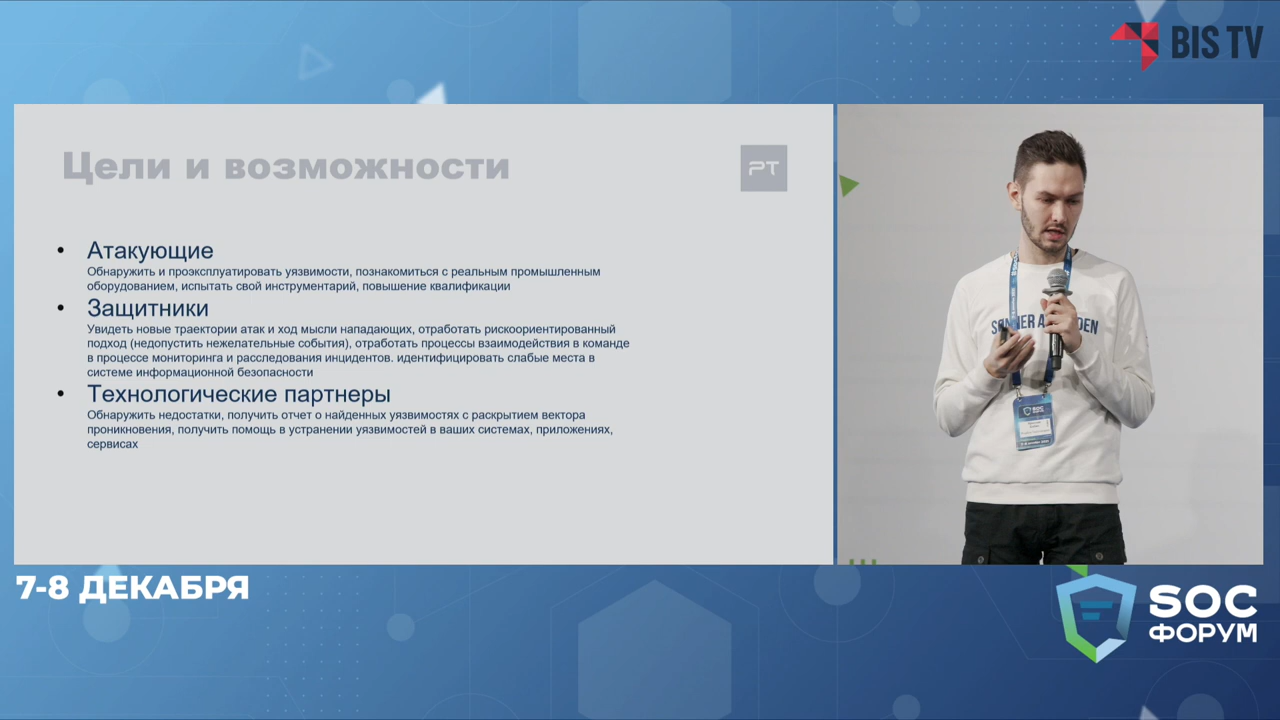 BIS TV
Цели и возможности
PT
• Атакующие
Обнаружить и проэксплуатировать уязвимости, познакомиться с реальным промышленным
оборудованием, испытать свой инструментарий, повышение квалификации
• Защитники
Увидеть новые траектории атак и ход мысли нападающих, отработать рискоориентированный
подход (недопустить нежелательные события), отработать процессы взаимодействия в команде
в процессе мониторинга и расследования инцидентов. идентифицировать слабые места в
системе информационной безопасности
• Технологические партнеры
Обнаружить недостатки, получить отчет о найденных уязвимостях с раскрытием вектора
проникновения, получить помощь в устранении уязвимостей в ваших системах, приложениях,
сервисах
SOC
7-8 ДЕКАБРЯ
SOC
ФОРУМ